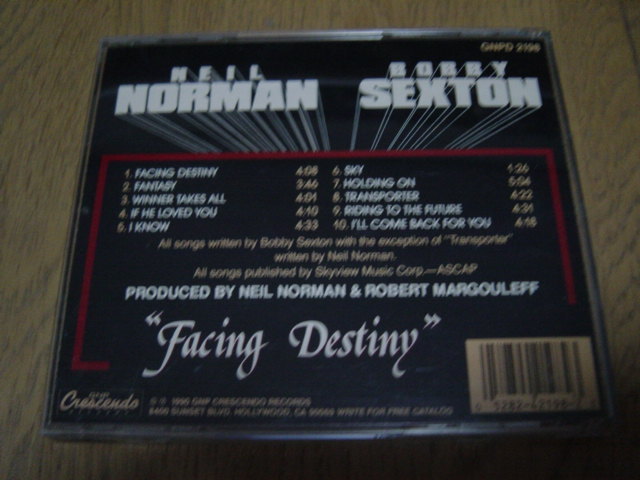 GNPD 2196
NEIL NORMAN
BOBBY SEXTON
1. FACING DESTINY 4:08
2. FANTASY 3:46
3. WINNER TAKES ALL 4:01
4. IF HE LOVED YOU 4:10
5. I KNOW 4:33
6. SKY 1:26
7. HOLDING ON 5:04
8. TRANSPORTER 4:22
9. RIDING TO THE FUTURE 4:31
10. I'LL COME BACK FOR YOU 4:18
All songs written by Bobby Sexton with the exception of "Transporter"
written by Neil Norman.
All songs published by Skyview Music Corp.—ASCAP
PRODUCED BY NEIL NORMAN & ROBERT MARGOULEFF
"Facing Destiny"
GNP
Crescendo
© ℗ 1990 GNP CRESCENDO RECORDS
8400 SUNSET BLVD., HOLLYWOOD, CA 90069 WRITE FOR FREE CATALOG